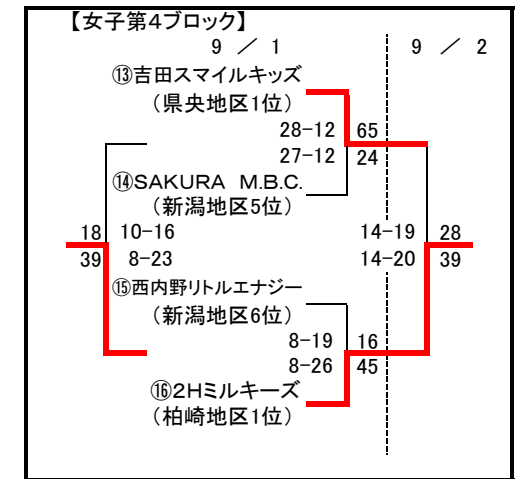 【女子第4ブロック】
9 ／ 1
9 ／ 2
⑬吉田スマイルキッズ
（県央地区1位）
28-12 65
27-12 24
⑭SAKURA M.B.C.
（新潟地区5位）
18 10-16
14-19 28
39 8-23
14-20 39
⑮西内野リトルエナジー
（新潟地区6位）
8-19 16
8-26 45
⑯2Hミルキーズ
（柏崎地区1位）